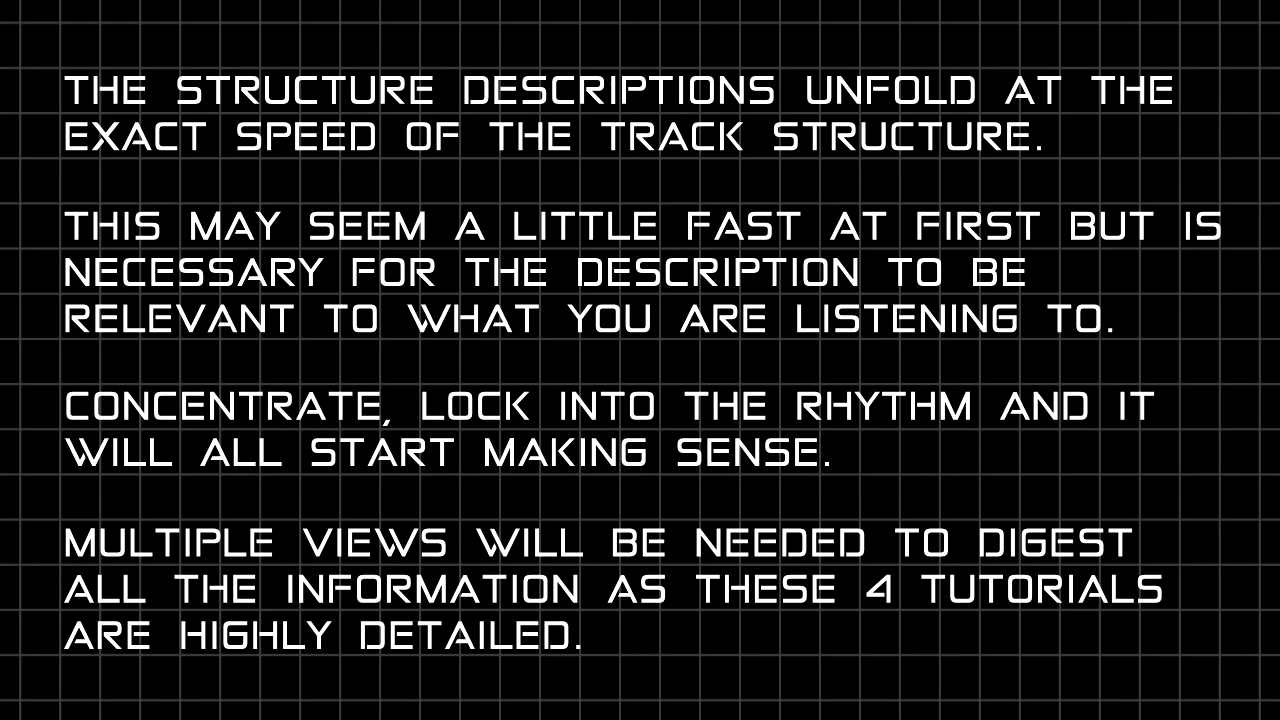 THE STRUCTURE DESCRIPTIONS UNFOLD AT THE
EXACT SPEED OF THE TRACK STRUCTURE.
THIS MAY SEEM A LITTLE FAST AT FIRST BUT IS
NECESSARY FOR THE DESCRIPTION TO BE
RELEVANT TO WHAT YOU ARE LISTENING TO.
CONCENTRATE, LOCK INTO THE RHYTHM AND IT
WILL ALL START MAKING SENSE.
MULTIPLE VIEWS WILL BE NEEDED TO DIGEST
ALL THE INFORMATION AS THESE 4 TUTORIALS
ARE HIGHLY DETAILED.